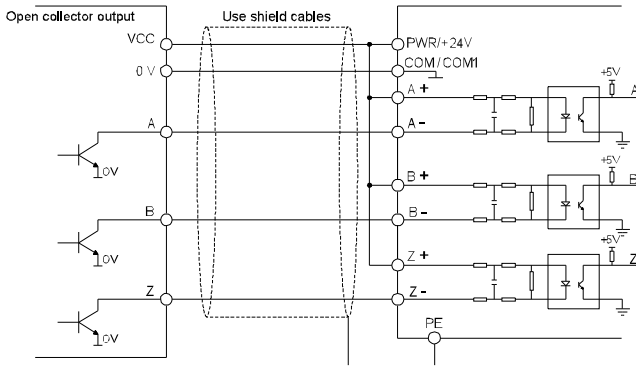 Open collector output
Use shield cables
VCC
PWR/+24V
0 V
COM/COM1
+5V
A +
A
A
A -
0V
+5V
B +
B
B
B -
0V
+5V
Z +
Z
Z
Z -
0V
PE